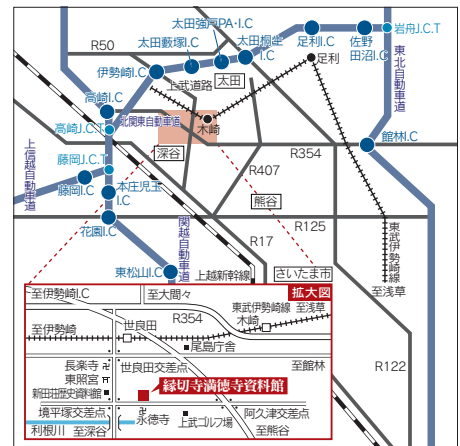 太田強戸PA･I.C
太田藪塚I.C
太田桐生
I.C
足利I.C
佐野
田沼I.C
岩舟J.C.T
R50
伊勢崎I.C
上武道路
太田
足利
東北自動車道
高崎I.C
北関東自動車道
木崎
高崎J.C.T
上信越自動車道
藤岡J.C.T
深谷
R354
館林I.C
藤岡I.C
本庄児玉
I.C
R407
熊谷
花園I.C
関越自動車道
R17
R125
東武伊勢崎線
至浅草
東松山I.C
上越新幹線
さいたま市
R122
拡大図
至伊勢崎I.C
至大間々
R354
東武伊勢崎線
至浅草
木崎
至伊勢崎
世良田
尾島庁舎
長楽寺
世良田交差点
至館林
東照宮
新田荘歴史資料館
縁切寺満徳寺資料館
境平塚交差点
永徳寺
上武ゴルフ場
阿久津交差点
利根川
至深谷
至熊谷